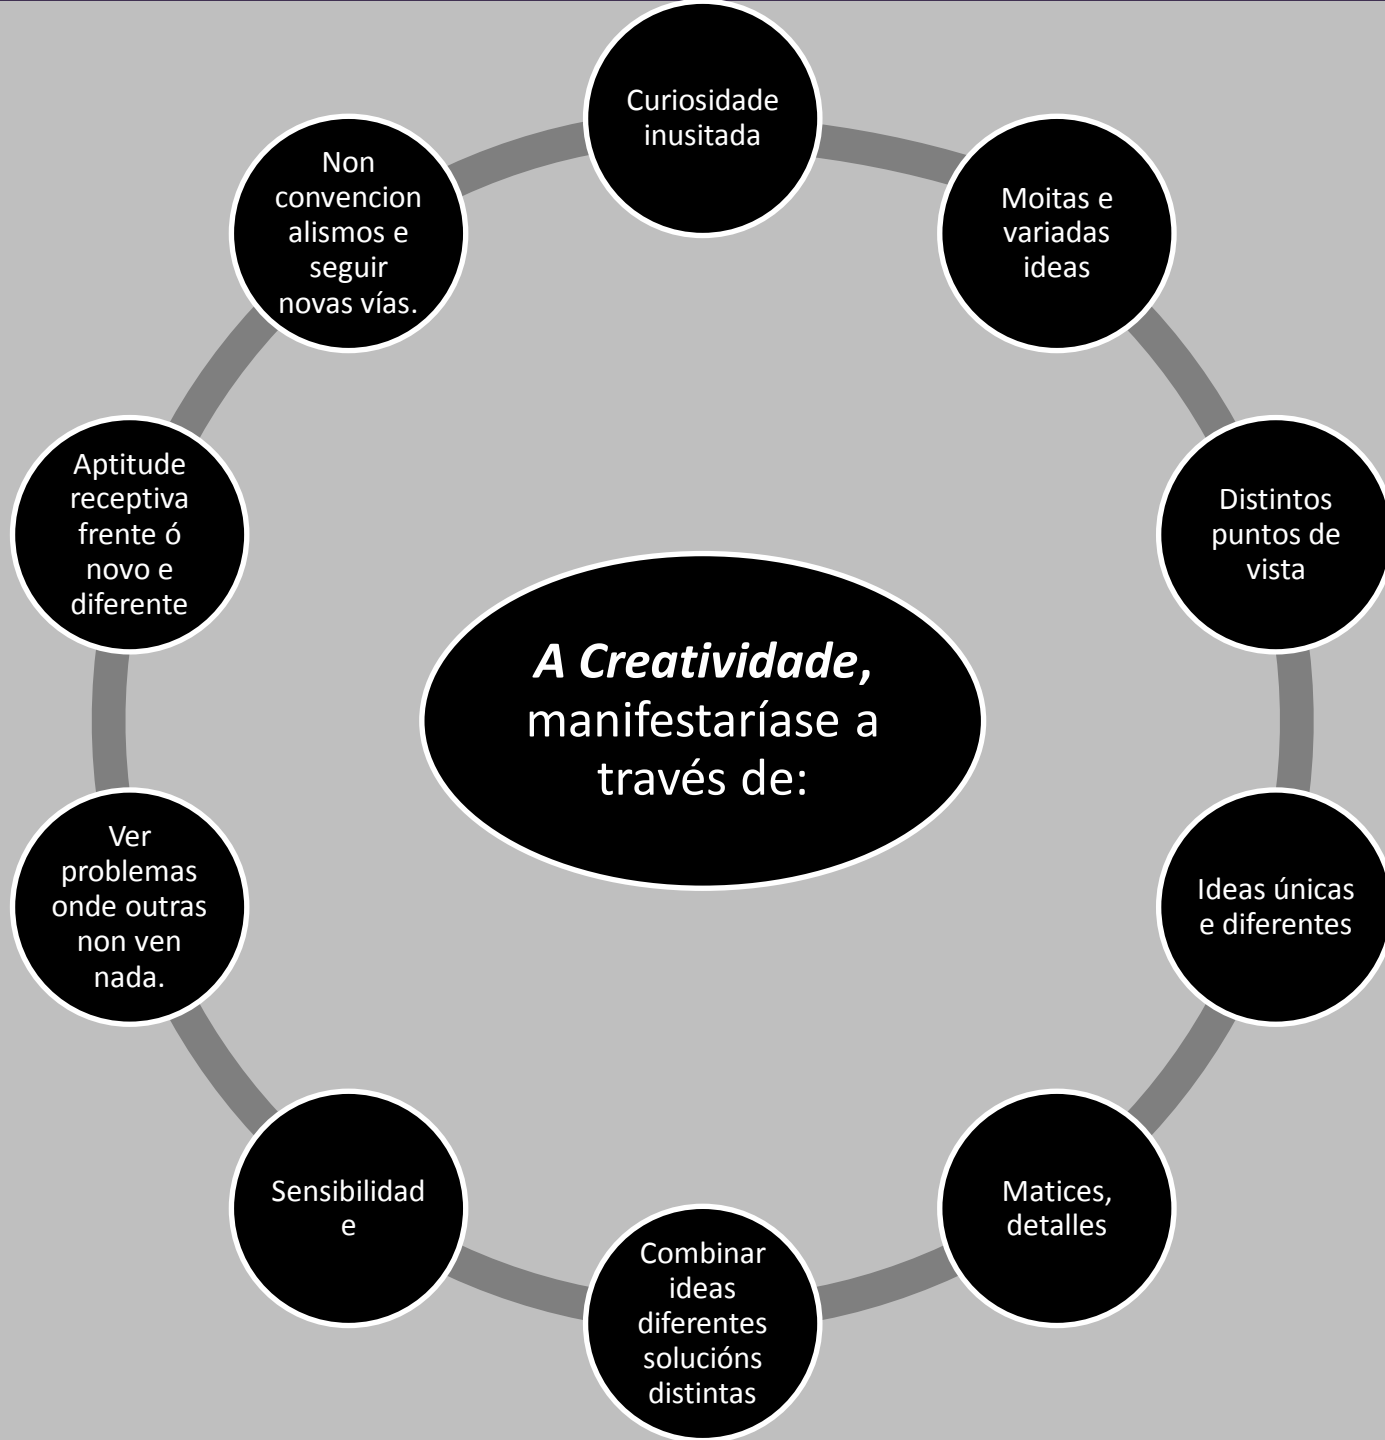 Curiosidade
inusitada
Moitas e
variadas
ideas
Distintos
puntos de
vista
Ideas únicas
e diferentes
Matices,
detalles
Combinar
ideas
diferentes
solucións
distintas
Sensibilidad
e
Ver
problemas
onde outras
non ven
nada.
Aptitude
receptiva
frente ó
novo e
diferente
Non
convencion
alismos e
seguir
novas vías.
A Creatividade,
manifestaríase a
través de: